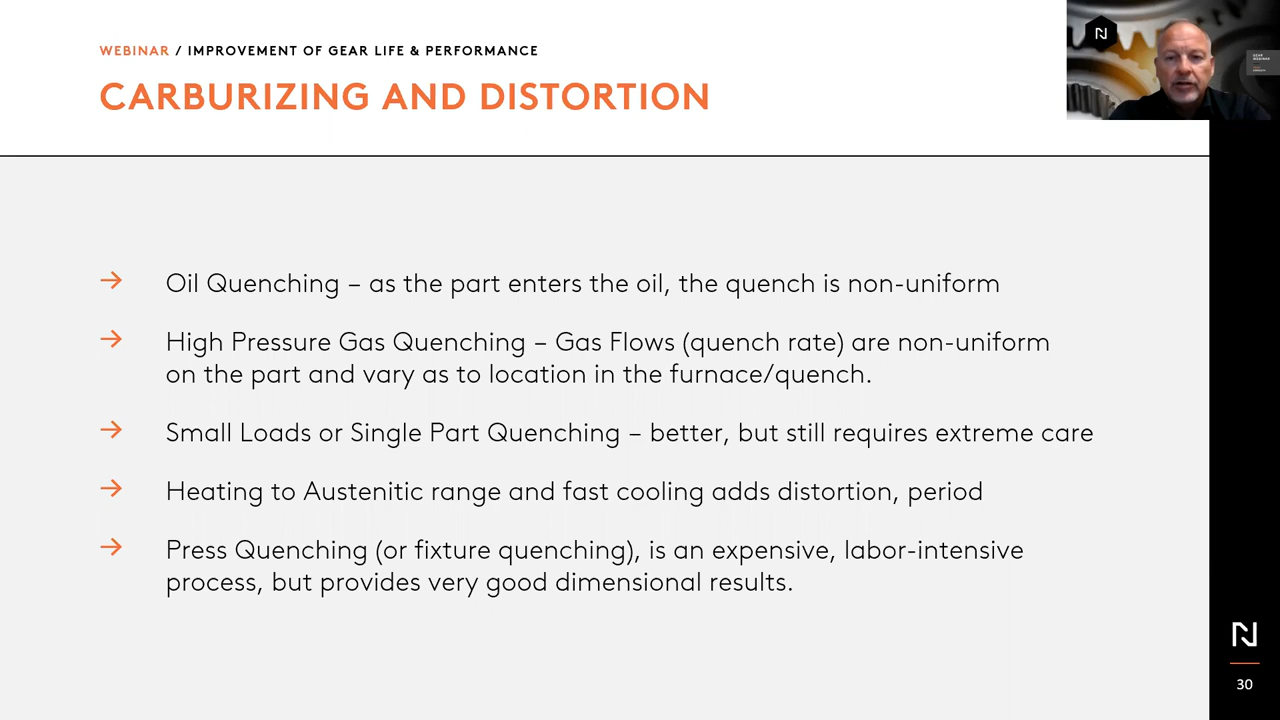 WEBINAR / IMPROVEMENT OF GEAR LIFE & PERFORMANCE
CARBURIZING AND DISTORTION
GEAR
WEBINAR
→ Oil Quenching – as the part enters the oil, the quench is non-uniform
→ High Pressure Gas Quenching – Gas Flows (quench rate) are non-uniform
on the part and vary as to location in the furnace/quench.
→ Small Loads or Single Part Quenching – better, but still requires extreme care
→ Heating to Austenitic range and fast cooling adds distortion, period
→ Press Quenching (or fixture quenching), is an expensive, labor-intensive
process, but provides very good dimensional results.
30